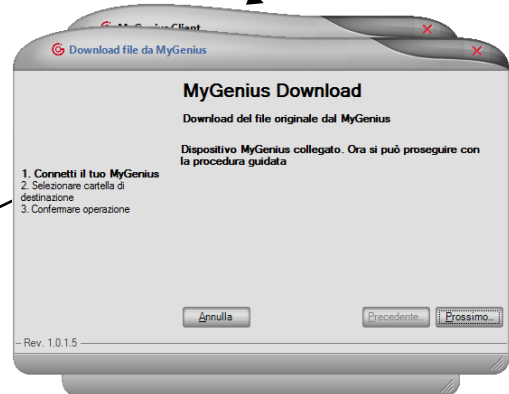 MyGenius Client
Download file da MyGenius
MyGenius Download
Download del file originale dal MyGenius
Dispositivo MyGenius collegato. Ora si può proseguire con
la procedura guidata
1. Connetti il tuo MyGenius
2. Selezionare cartella di
destinazione
3. Confermare operazione
Annulla
Precedente...
Prossimo...
Rev. 1.0.1.5